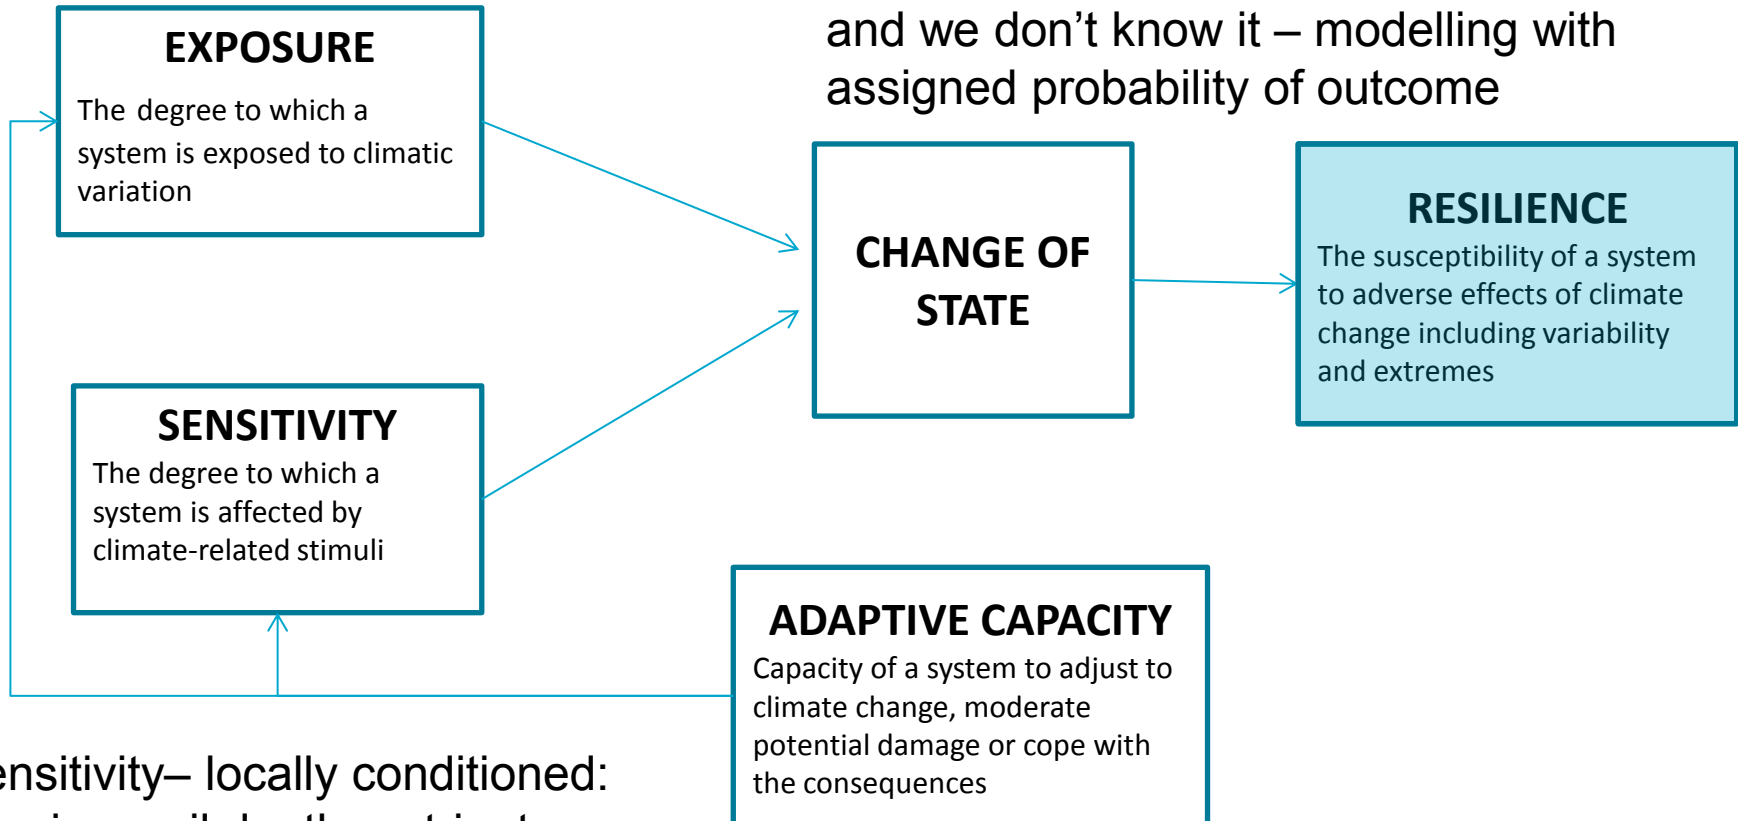 and we don’t know it – modelling with
assigned probability of outcome
EXPOSURE
The degree to which a
system is exposed to climatic
variation
CHANGE OF
STATE
RESILIENCE
The susceptibility of a system
to adverse effects of climate
change including variability
and extremes
SENSITIVITY
The degree to which a
system is affected by
climate-related stimuli
ADAPTIVE CAPACITY
Capacity of a system to adjust to
climate change, moderate
potential damage or cope with
the consequences
ensitivity– locally conditioned: